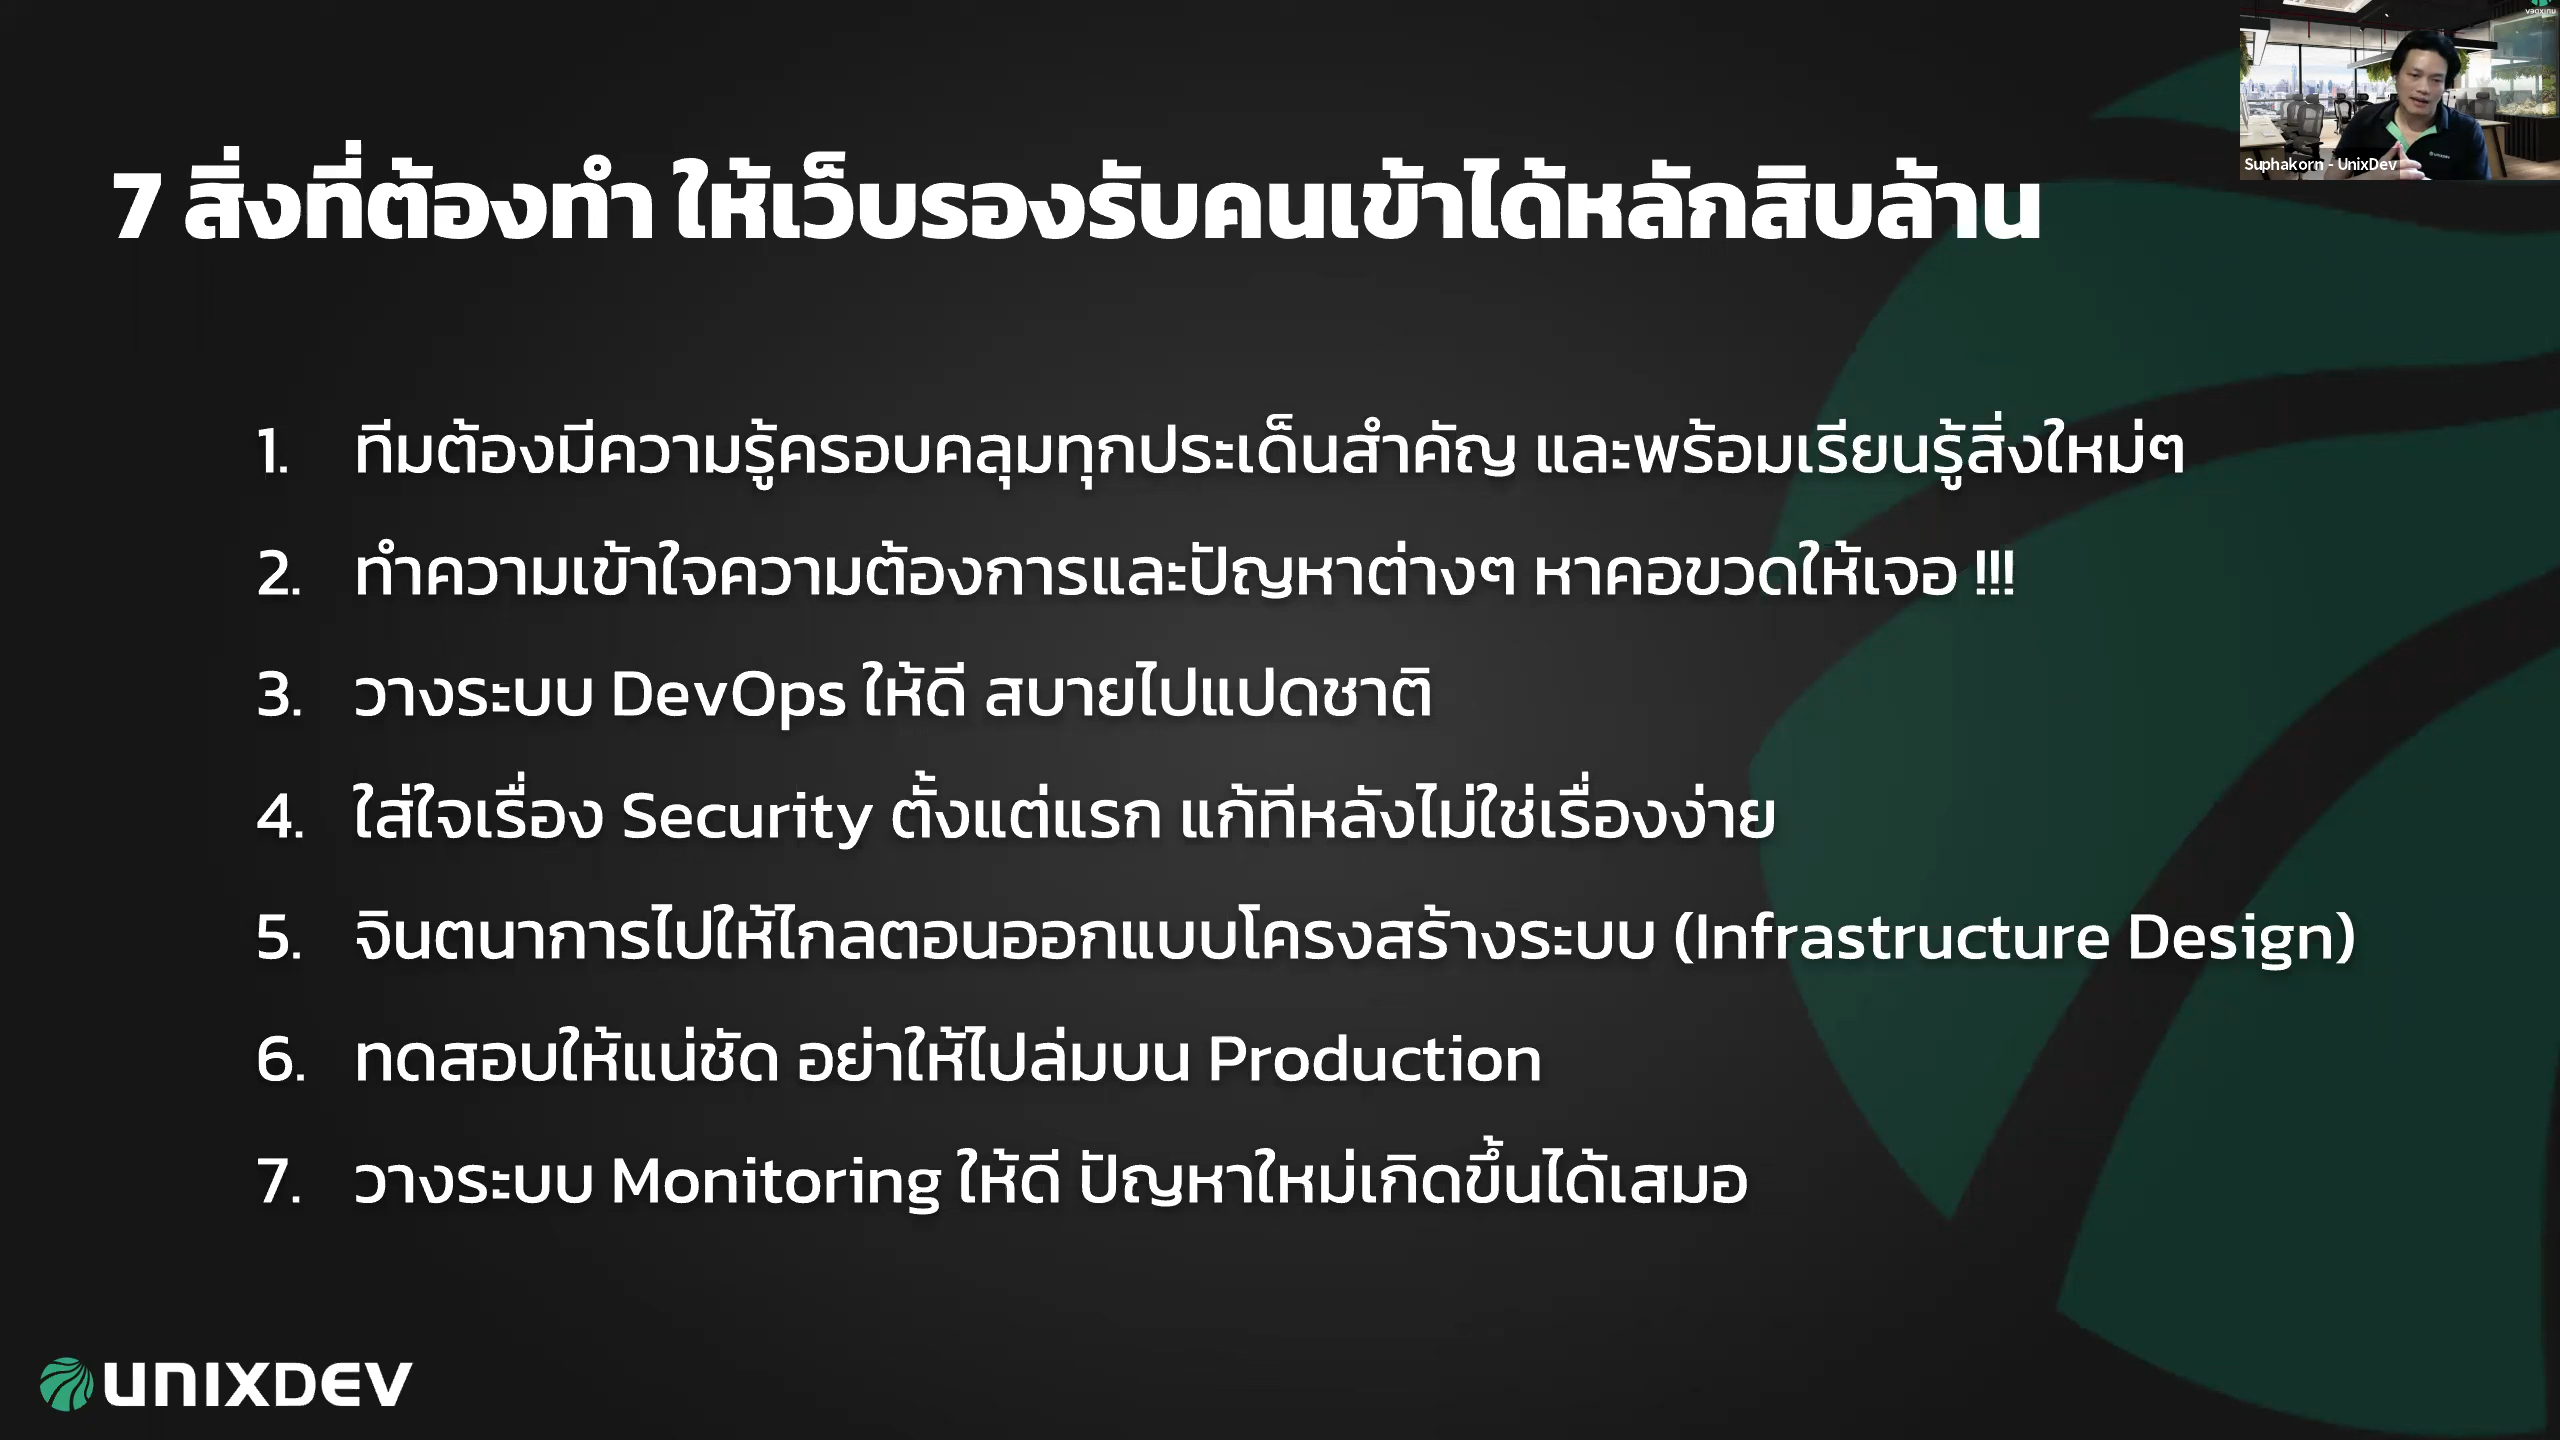 7 สิ่งที่ต้องทำ ให้เว็บรองรับคนเข้าได้หลักสิบล้าน
Suphakorn - UnixDev
1. ทีมต้องมีความรู้ครอบคลุมทุกประเด็นสำคัญ และพร้อมเรียนรู้สิ่งใหม่ๆ
2. ทำความเข้าใจความต้องการและปัญหาต่างๆ หาคอขวดให้เจอ !!!
3. วางระบบ DevOps ให้ดี สบายไปแปดชาติ
4. ใส่ใจเรื่อง Security ตั้งแต่แรก แก้ทีหลังไม่ใช่เรื่องง่าย
5. จินตนาการไปให้ไกลตอนออกแบบโครงสร้างระบบ (Infrastructure Design)
6. ทดสอบให้แน่ชัด อย่าให้ไปล่มบน Production
7. วางระบบ Monitoring ให้ดี ปัญหาใหม่เกิดขึ้นได้เสมอ
UNIXDEV